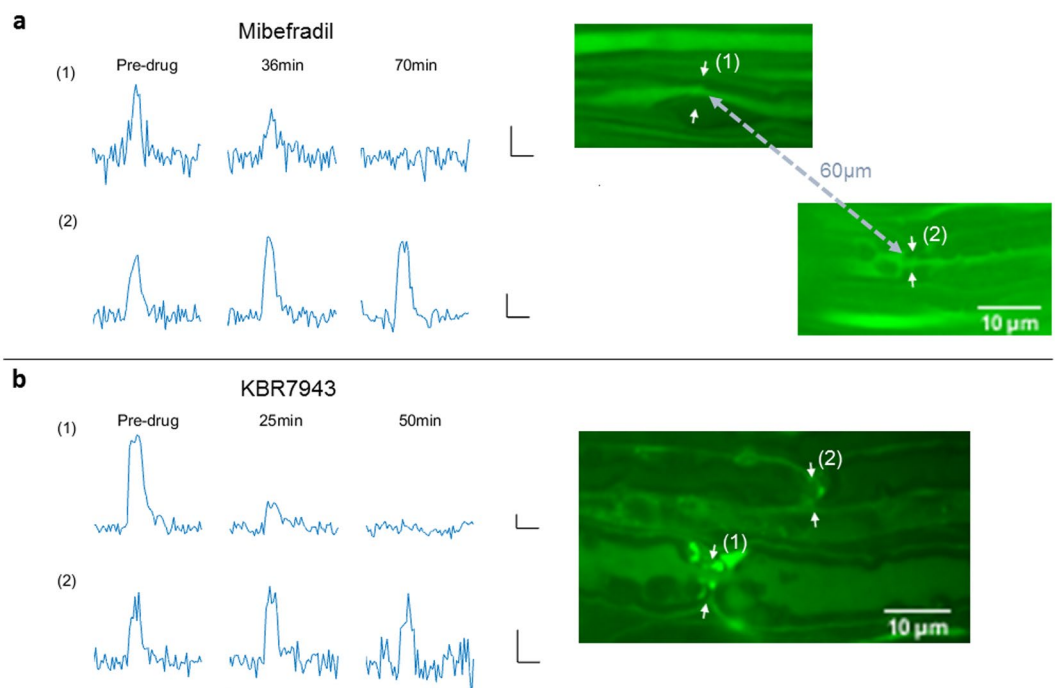 a
Mibefradil
Pre-drug 36min 70min
(1)
(2)
(1)
60µm
(2)
10 µm
b
KBR7943
Pre-drug 25min 50min
(1)
(2)
(2)
(1)
10 µm